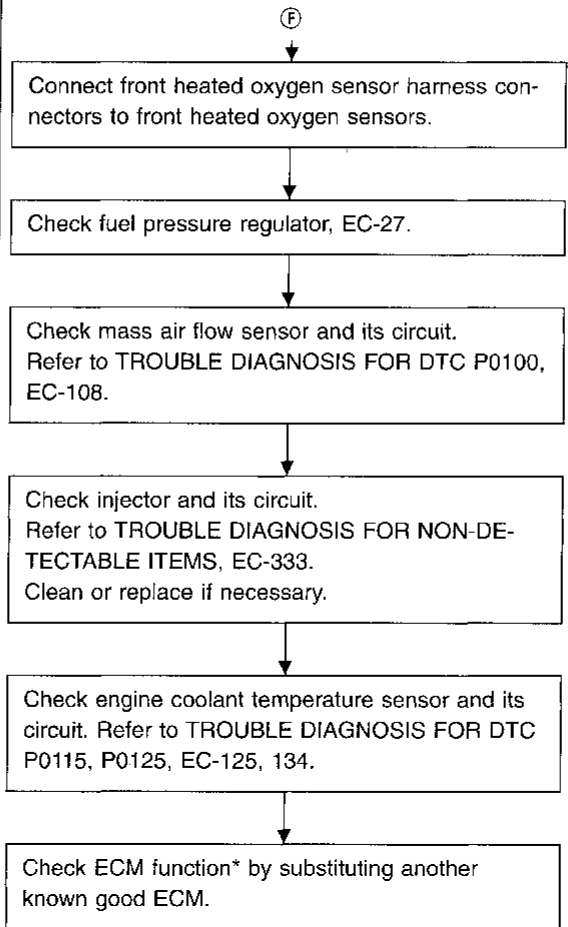 Ⓕ
Connect front heated oxygen sensor harness con-
nectors to front heated oxygen sensors.
Check fuel pressure regulator, EC-27.
Check mass air flow sensor and its circuit.
Refer to TROUBLE DIAGNOSIS FOR DTC P0100,
EC-108.
Check injector and its circuit.
Refer to TROUBLE DIAGNOSIS FOR NON-DE-
TECTABLE ITEMS, EC-333.
Clean or replace if necessary.
Check engine coolant temperature sensor and its
circuit. Refer to TROUBLE DIAGNOSIS FOR DTC
P0115, P0125, EC-125, 134.
Check ECM function* by substituting another
known good ECM.